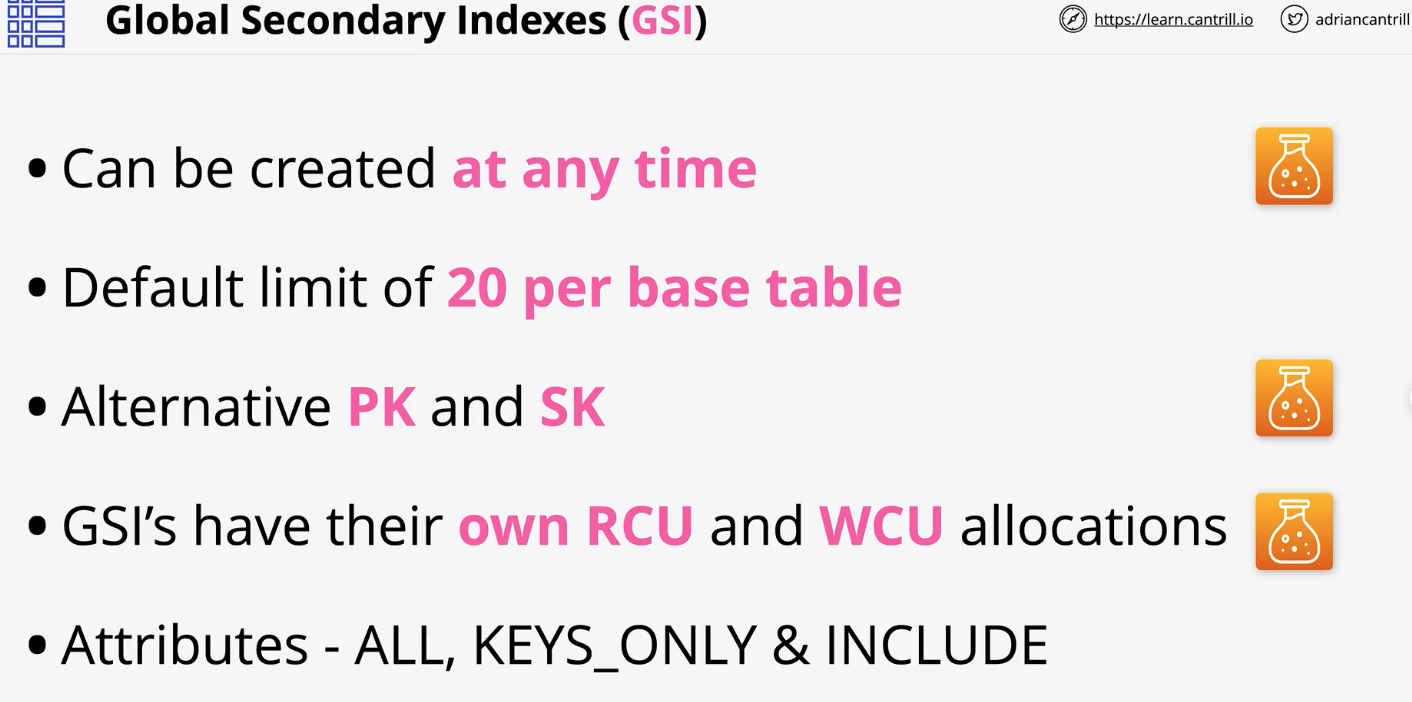 Global Secondary Indexes (GSI)
https://learn.cantrill.io
adriancantrill
• Can be created at any time
• Default limit of 20 per base table
• Alternative PK and SK
• GSI’s have their own RCU and WCU allocations
• Attributes - ALL, KEYS_ONLY & INCLUDE